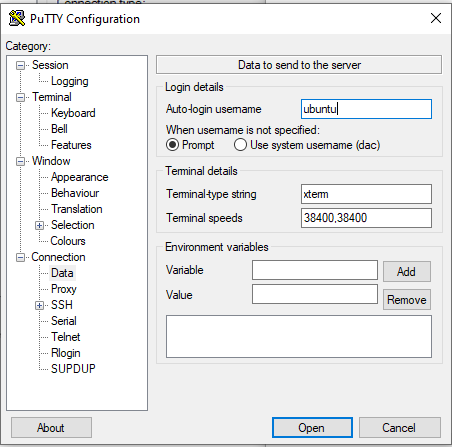 Connection type:
PuTTY Configuration
Category:
Session
Logging
Terminal
Keyboard
Bell
Features
Window
Appearance
Behaviour
Translation
Selection
Colours
Connection
Data
Proxy
SSH
Serial
Telnet
Rlogin
SUPDUP
Data to send to the server
Login details
Auto-login username
ubuntu
When username is not specified:
Prompt
Use system username (dac)
Terminal details
Terminal-type string
xterm
Terminal speeds
38400,38400
Environment variables
Variable
Add
Value
Remove
About
Open
Cancel